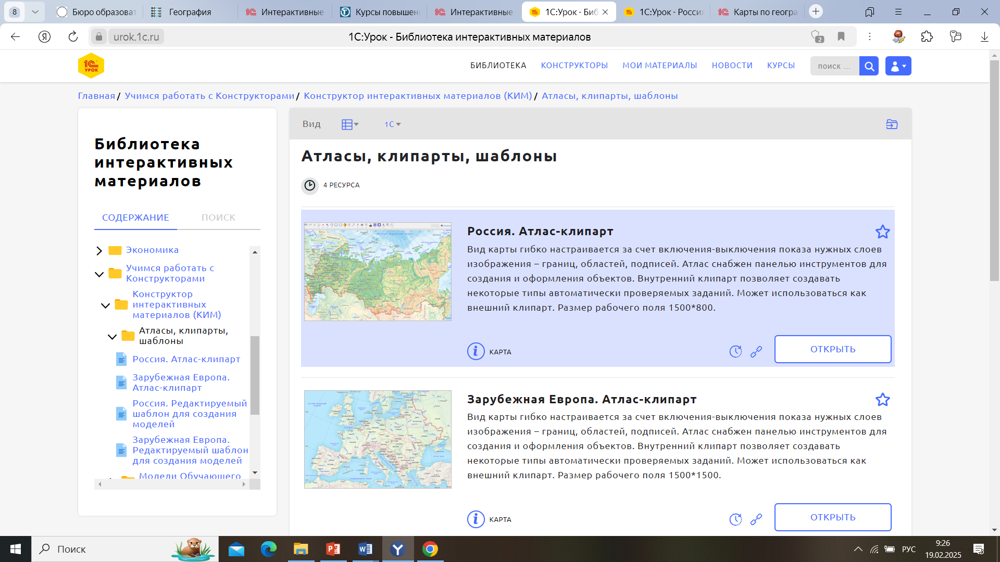 8
Бюро образоват
География
Интерактивные
Курсы повышен
Интерактивные
1С:Урок - Биб
1С:Урок - Россия
Карты по геогра
urok.1c.ru
1С:Урок - Библиотека интерактивных материалов
2
1С
УРОК
БИБЛИОТЕКА
КОНСТРУКТОРЫ
МОИ МАТЕРИАЛЫ
НОВОСТИ
КУРСЫ
поиск ...
Главная / Учимся работать с Конструкторами / Конструктор интерактивных материалов (КИМ) / Атласы, клипарты, шаблоны
Библиотека
интерактивных
материалов
СОДЕРЖАНИЕ
ПОИСК
Экономика
Учимся работать с
Конструкторами
Конструктор
интерактивных
материалов (КИМ)
Атласы, клипарты,
шаблоны
Россия. Атлас-клипарт
Зарубежная Европа.
Атлас-клипарт
Россия. Редактируемый
шаблон для создания
моделей
Зарубежная Европа.
Редактируемый шаблон
для создания моделей
Модели Обучающего
Вид
1С
Атласы, клипарты, шаблоны
4 РЕСУРСА
Россия. Атлас-клипарт
Вид карты гибко настраивается за счет включения-выключения показа нужных слоев
изображения – границ, областей, подписей. Атлас снабжен панелью инструментов для
создания и оформления объектов. Внутренний клипарт позволяет создавать
некоторые типы автоматически проверяемых заданий. Может использоваться как
внешний клипарт. Размер рабочего поля 1500*800.
КАРТА
ОТКРЫТЬ
Зарубежная Европа. Атлас-клипарт
Вид карты гибко настраивается за счет включения-выключения показа нужных слоев
изображения – границ, областей, подписей. Атлас снабжен панелью инструментов для
создания и оформления объектов. Внутренний клипарт позволяет создавать
некоторые типы автоматически проверяемых заданий. Может использоваться как
внешний клипарт. Размер рабочего поля 1500*1500.
КАРТА
ОТКРЫТЬ
Поиск
РУС
9:26
19.02.2025